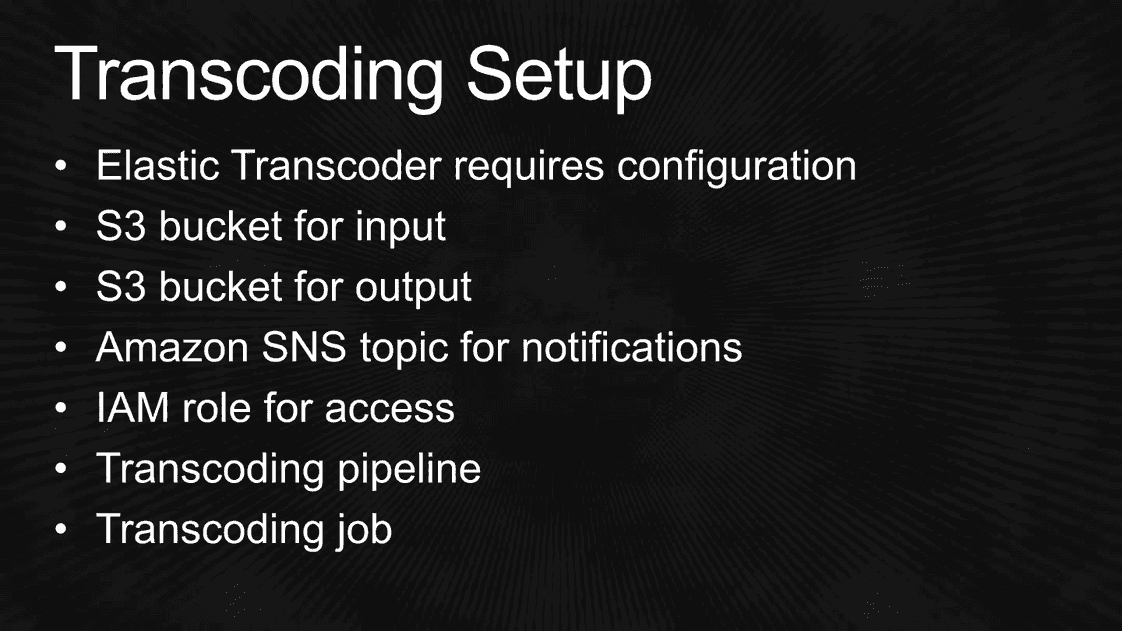 Transcoding Setup
• Elastic Transcoder requires configuration
• S3 bucket for input
• S3 bucket for output
• Amazon SNS topic for notifications
• IAM role for access
• Transcoding pipeline
• Transcoding job